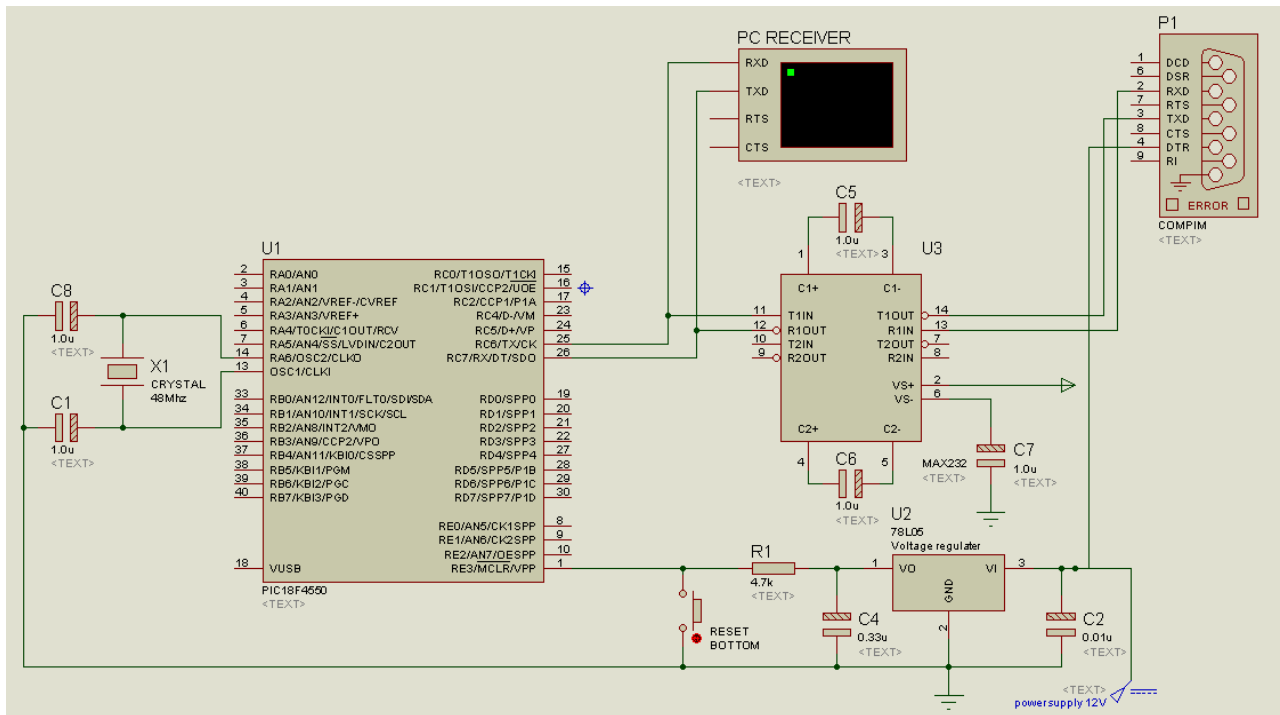 PC RECEIVER
RXD
TXD
RTS
CTS
<TEXT>
P1
1 DCD
6 DSR
2 RXD
7 RTS
3 TXD
8 CTS
4 DTR
9 RI
ERROR
COMPIM
<TEXT>
U1
2 RA0/AN0
3 RA1/AN1
4 RA2/AN2/VREF-/CVREF
5 RA3/AN3/VREF+
6 RA4/T0CKI/C1OUT/RCV
7 RA5/AN4/SS/LVDIN/C2OUT
14 RA6/OSC2/CLKO
13 OSC1/CLKI
33 RB0/AN12/INT0/FLT0/SDI/SDA
34 RB1/AN10/INT1/SCK/SCL
35 RB2/AN8/INT2/VMO
36 RB3/AN9/CCP2/VPO
37 RB4/AN11/KBI0/CSSPP
38 RB5/KBI1/PGM
39 RB6/KBI2/PGC
40 RB7/KBI3/PGD
18 VUSB
RC0/T1OSO/T1CKI 15
RC1/T1OSI/CCP2/UOE 16
RC2/CCP1/P1A 17
RC4/D-/VM 23
RC5/D+/VP 24
RC6/TX/CK 25
RC7/RX/DT/SDO 26
RD0/SPP0 19
RD1/SPP1 20
RD2/SPP2 21
RD3/SPP3 22
RD4/SPP4 27
RD5/SPP5/P1B 28
RD6/SPP6/P1C 29
RD7/SPP7/P1D 30
RE0/AN5/CK1SPP 8
RE1/AN6/CK2SPP 9
RE2/AN7/OESPP 10
RE3/MCLR/VPP 1
PIC18F4550
<TEXT>
C8
1.0u
<TEXT>
X1
CRYSTAL
48Mhz
C1
1.0u
<TEXT>
C5
1.0u
<TEXT>
U3
1 3
C1+ C1-
11 T1IN T1OUT 14
12 R1OUT R1IN 13
10 T2IN T2OUT 7
9 R2OUT R2IN 8
VS+ 2
VS- 6
C2+ C2-
4 5
MAX232
<TEXT>
C6
1.0u
<TEXT>
C7
1.0u
<TEXT>
U2
78L05
Voltage regulater
1 VO VI 3
GND
2
R1
4.7k
<TEXT>
RESET
BOTTOM
C4
0.33u
<TEXT>
C2
0.01u
<TEXT>
<TEXT>
powersupply 12V